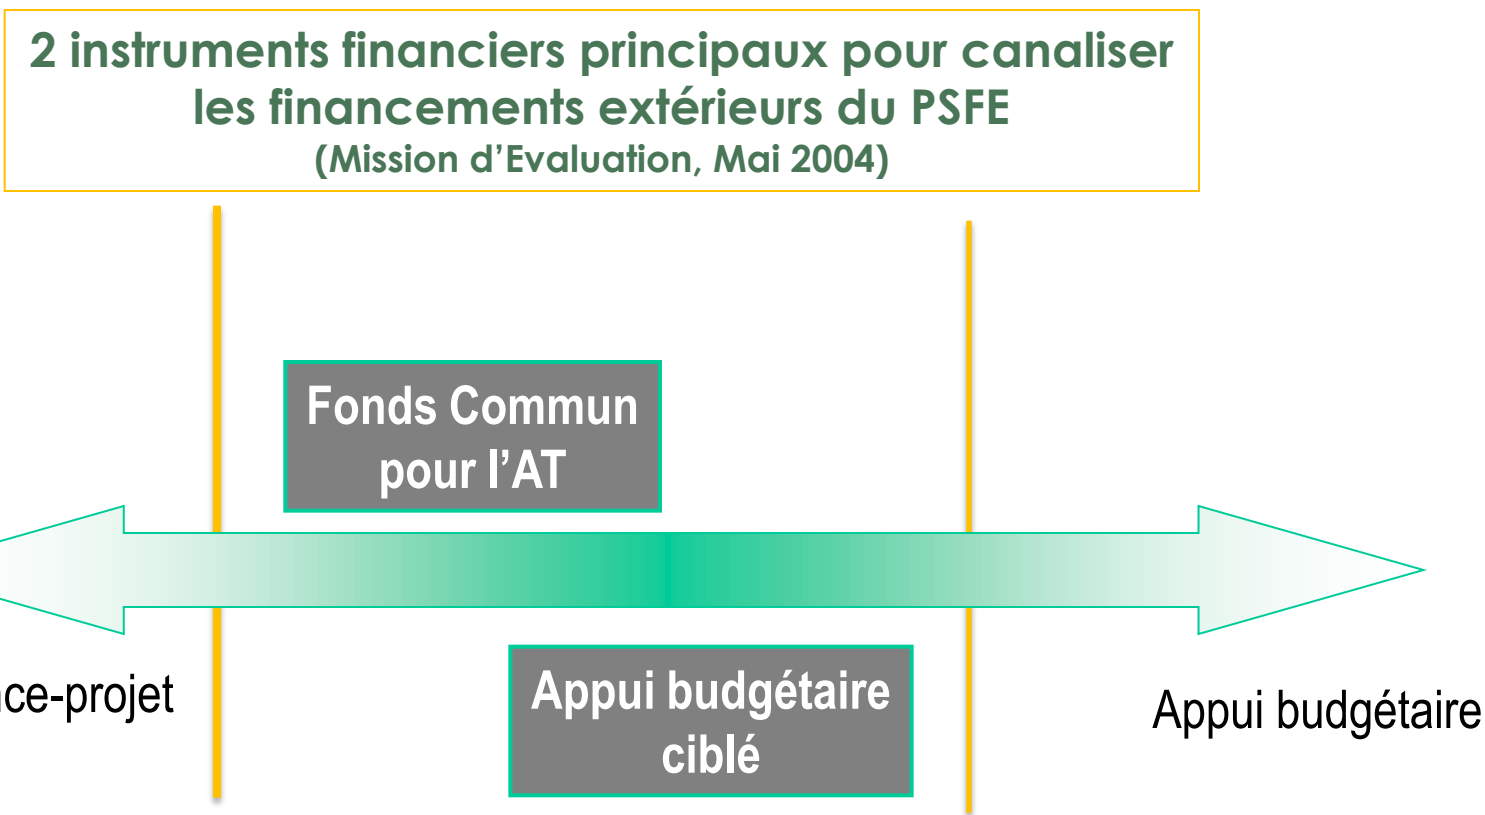 2 instruments financiers principaux pour canaliser
les financements extérieurs du PSFE
(Mission d’Evaluation, Mai 2004)
Fonds Commun
pour l’AT
nce-projet
Appui budgétaire
ciblé
Appui budgétaire